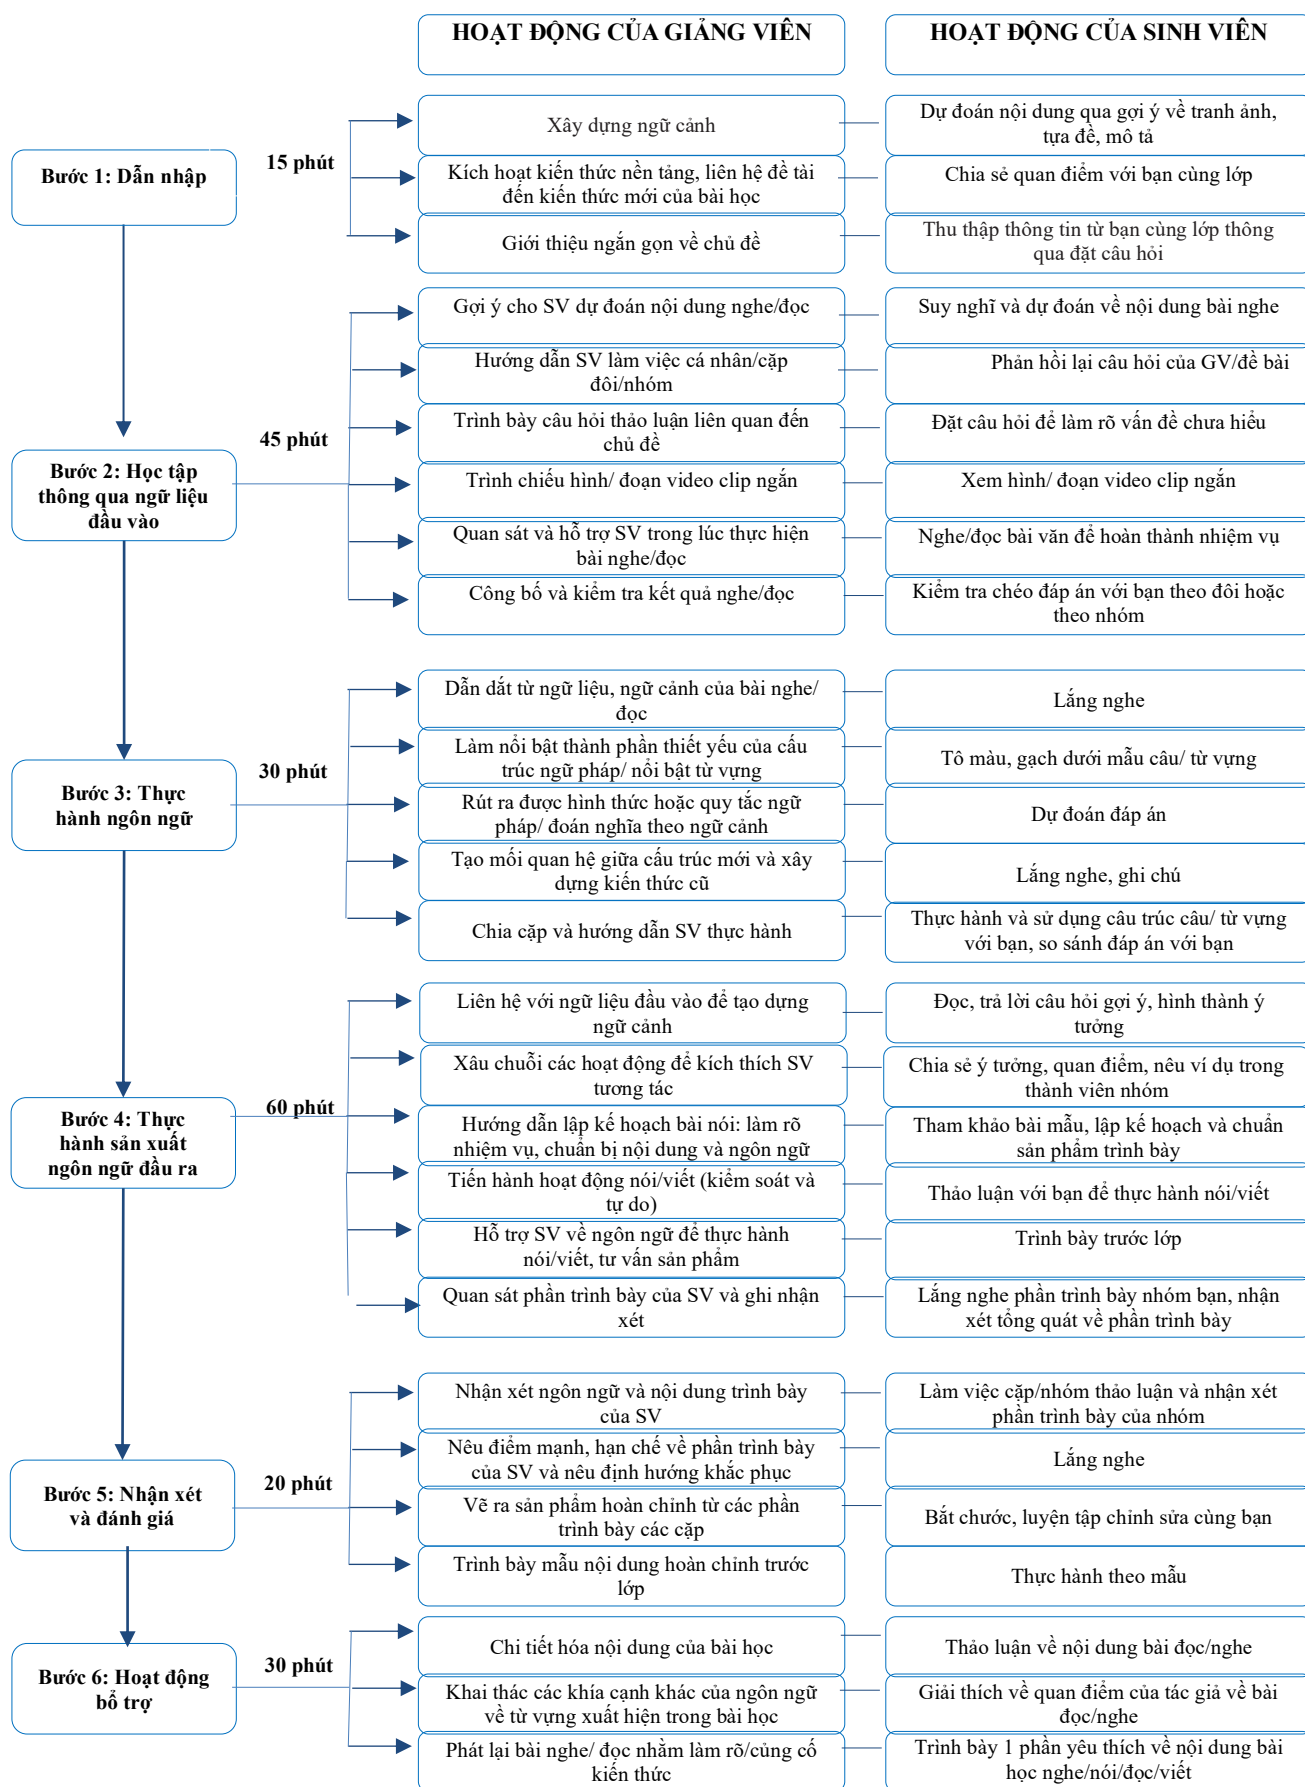 HOẠT ĐỘNG CỦA GIẢNG VIÊN
HOẠT ĐỘNG CỦA SINH VIÊN
Bước 1: Dẫn nhập
15 phút
Xây dựng ngữ cảnh
Dự đoán nội dung qua gợi ý về tranh ảnh,
tựa đề, mô tả
Kích hoạt kiến thức nền tảng, liên hệ đề tài
đến kiến thức mới của bài học
Chia sẻ quan điểm với bạn cùng lớp
Giới thiệu ngắn gọn về chủ đề
Thu thập thông tin từ bạn cùng lớp thông
qua đặt câu hỏi
Bước 2: Học tập
thông qua ngữ liệu
đầu vào
45 phút
Gợi ý cho SV dự đoán nội dung nghe/đọc
Suy nghĩ và dự đoán về nội dung bài nghe
Hướng dẫn SV làm việc cá nhân/cặp
đôi/nhóm
Phản hồi lại câu hỏi của GV/đề bài
Trình bày câu hỏi thảo luận liên quan đến
chủ đề
Đặt câu hỏi để làm rõ vấn đề chưa hiểu
Trình chiếu hình/ đoạn video clip ngắn
Xem hình/ đoạn video clip ngắn
Quan sát và hỗ trợ SV trong lúc thực hiện
bài nghe/đọc
Nghe/đọc bài văn để hoàn thành nhiệm vụ
Công bố và kiểm tra kết quả nghe/đọc
Kiểm tra chéo đáp án với bạn theo đôi hoặc
theo nhóm
Bước 3: Thực
hành ngôn ngữ
30 phút
Dẫn dắt từ ngữ liệu, ngữ cảnh của bài nghe/
đọc
Lắng nghe
Làm nổi bật thành phần thiết yếu của cấu
trúc ngữ pháp/ nổi bật từ vựng
Tô màu, gạch dưới mẫu câu/ từ vựng
Rút ra được hình thức hoặc quy tắc ngữ
pháp/ đoán nghĩa theo ngữ cảnh
Dự đoán đáp án
Tạo mối quan hệ giữa cấu trúc mới và xây
dựng kiến thức cũ
Lắng nghe, ghi chú
Chia cặp và hướng dẫn SV thực hành
Thực hành và sử dụng câu trúc câu/ từ vựng
với bạn, so sánh đáp án với bạn
Bước 4: Thực
hành sản xuất
ngôn ngữ đầu ra
60 phút
Liên hệ với ngữ liệu đầu vào để tạo dựng
ngữ cảnh
Đọc, trả lời câu hỏi gợi ý, hình thành ý
tưởng
Xâu chuỗi các hoạt động để kích thích SV
tương tác
Chia sẻ ý tưởng, quan điểm, nêu ví dụ trong
thành viên nhóm
Hướng dẫn lập kế hoạch bài nói: làm rõ
nhiệm vụ, chuẩn bị nội dung và ngôn ngữ
Tham khảo bài mẫu, lập kế hoạch và chuẩn
sản phẩm trình bày
Tiến hành hoạt động nói/viết (kiểm soát và
tự do)
Thảo luận với bạn để thực hành nói/viết
Hỗ trợ SV về ngôn ngữ để thực hành
nói/viết, tư vấn sản phẩm
Trình bày trước lớp
Quan sát phần trình bày của SV và ghi nhận
xét
Lắng nghe phần trình bày nhóm bạn, nhận
xét tổng quát về phần trình bày
Bước 5: Nhận xét
và đánh giá
20 phút
Nhận xét ngôn ngữ và nội dung trình bày
của SV
Làm việc cặp/nhóm thảo luận và nhận xét
phần trình bày của nhóm
Nêu điểm mạnh, hạn chế về phần trình bày
của SV và nêu định hướng khắc phục
Lắng nghe
Vẽ ra sản phẩm hoàn chỉnh từ các phần
trình bày các cặp
Bắt chước, luyện tập chỉnh sửa cùng bạn
Trình bày mẫu nội dung hoàn chỉnh trước
lớp
Thực hành theo mẫu
Bước 6: Hoạt động
bổ trợ
30 phút
Chi tiết hóa nội dung của bài học
Thảo luận về nội dung bài đọc/nghe
Khai thác các khía cạnh khác của ngôn ngữ
về từ vựng xuất hiện trong bài học
Giải thích về quan điểm của tác giả về bài
đọc/nghe
Phát lại bài nghe/ đọc nhằm làm rõ/củng cố
kiến thức
Trình bày 1 phần yêu thích về nội dung bài
học nghe/nói/đọc/viết